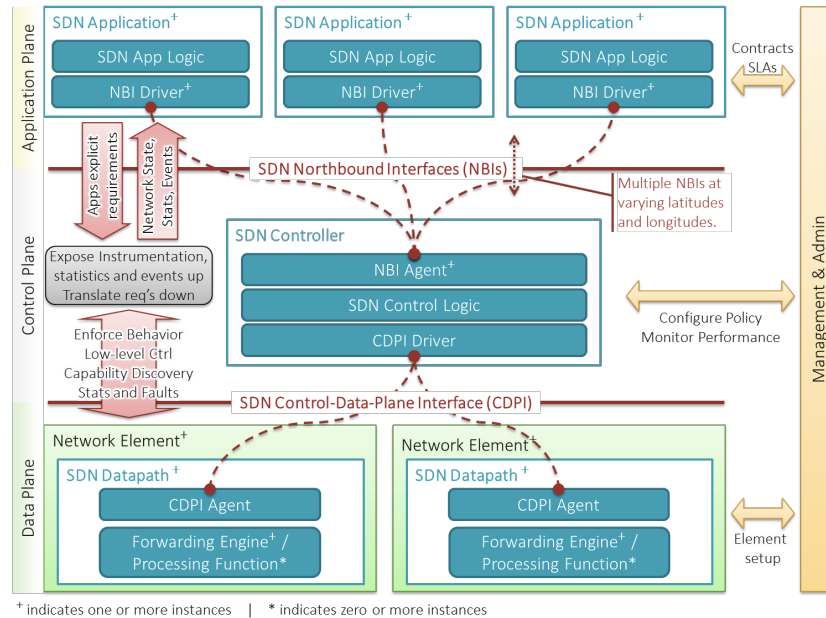 Application Plane
SDN Application+
SDN App Logic
NBI Driver+
SDN Application+
SDN App Logic
NBI Driver+
SDN Application+
SDN App Logic
NBI Driver+
Contracts
SLAs
Apps explicit
requirements
Network State,
Stats, Events
SDN Northbound Interfaces (NBIs)
Multiple NBIs at
varying latitudes
and longitudes.
Control Plane
Expose Instrumentation,
statistics and events up
Translate req's down
SDN Controller
NBI Agent+
SDN Control Logic
CDPI Driver
Configure Policy
Monitor Performance
Management & Admin
Enforce Behavior
Low-level Ctrl
Capability Discovery
Stats and Faults
SDN Control-Data-Plane Interface (CDPI)
Data Plane
Network Element+
SDN Datapath+
CDPI Agent
Forwarding Engine+ /
Processing Function*
Network Element+
SDN Datapath+
CDPI Agent
Forwarding Engine+ /
Processing Function*
Element
setup
+ indicates one or more instances | * indicates zero or more instances